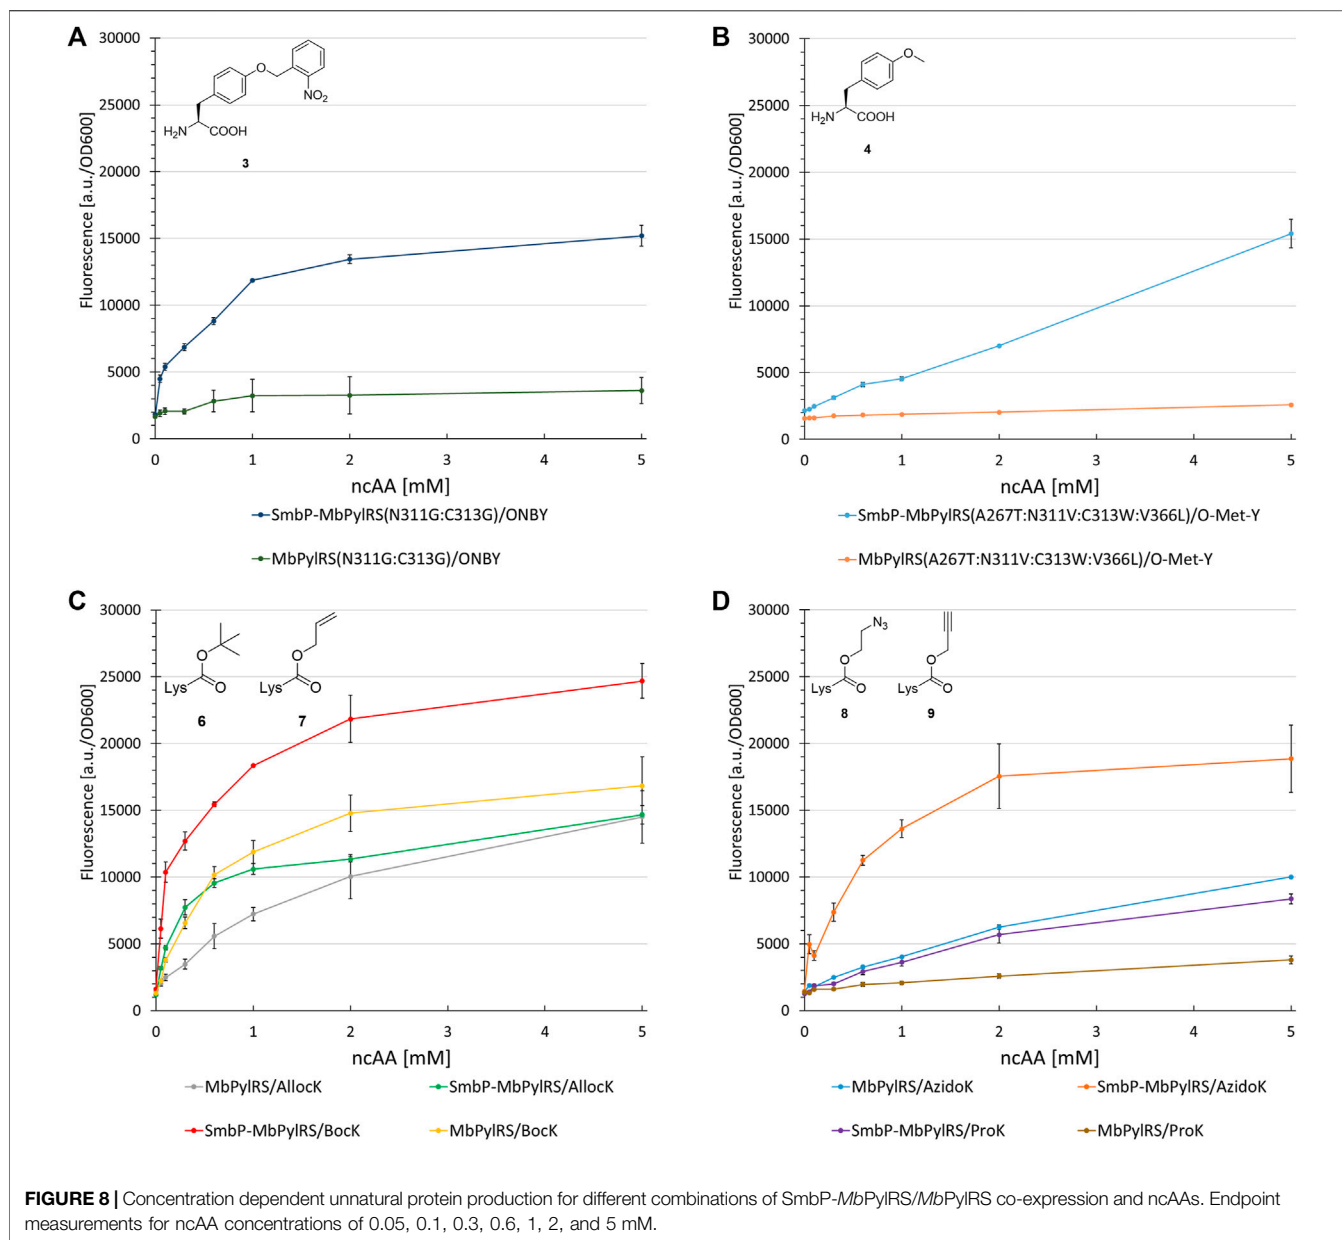 A
30000
25000
20000
15000
10000
5000
0
Fluorescence [a.u./OD600]
O
NO2
H2N
COOH
3
0 1 2 3 4 5
ncAA [mM]
SmbP-MbPylRS(N311G:C313G)/ONBY
MbPylRS(N311G:C313G)/ONBY
B
30000
25000
20000
15000
10000
5000
0
Fluorescence [a.u./OD600]
O
H2N
COOH
4
0 1 2 3 4 5
ncAA [mM]
SmbP-MbPylRS(A267T:N311V:C313W:V366L)/O-Met-Y
MbPylRS(A267T:N311V:C313W:V366L)/O-Met-Y
C
30000
25000
20000
15000
10000
5000
0
Fluorescence [a.u./OD600]
O
Lys O
6
O
Lys O
7
0 1 2 3 4 5
ncAA [mM]
MbPylRS/AllocK SmbP-MbPylRS/AllocK
SmbP-MbPylRS/BocK MbPylRS/BocK
D
30000
25000
20000
15000
10000
5000
0
Fluorescence [a.u./OD600]
N3
O
Lys O
8
O
Lys O
9
0 1 2 3 4 5
ncAA [mM]
MbPylRS/AzidoK SmbP-MbPylRS/AzidoK
SmbP-MbPylRS/ProK MbPylRS/ProK
FIGURE 8 | Concentration dependent unnatural protein production for different combinations of SmbP-MbPylRS/MbPylRS co-expression and ncAAs. Endpoint
measurements for ncAA concentrations of 0.05, 0.1, 0.3, 0.6, 1, 2, and 5 mM.